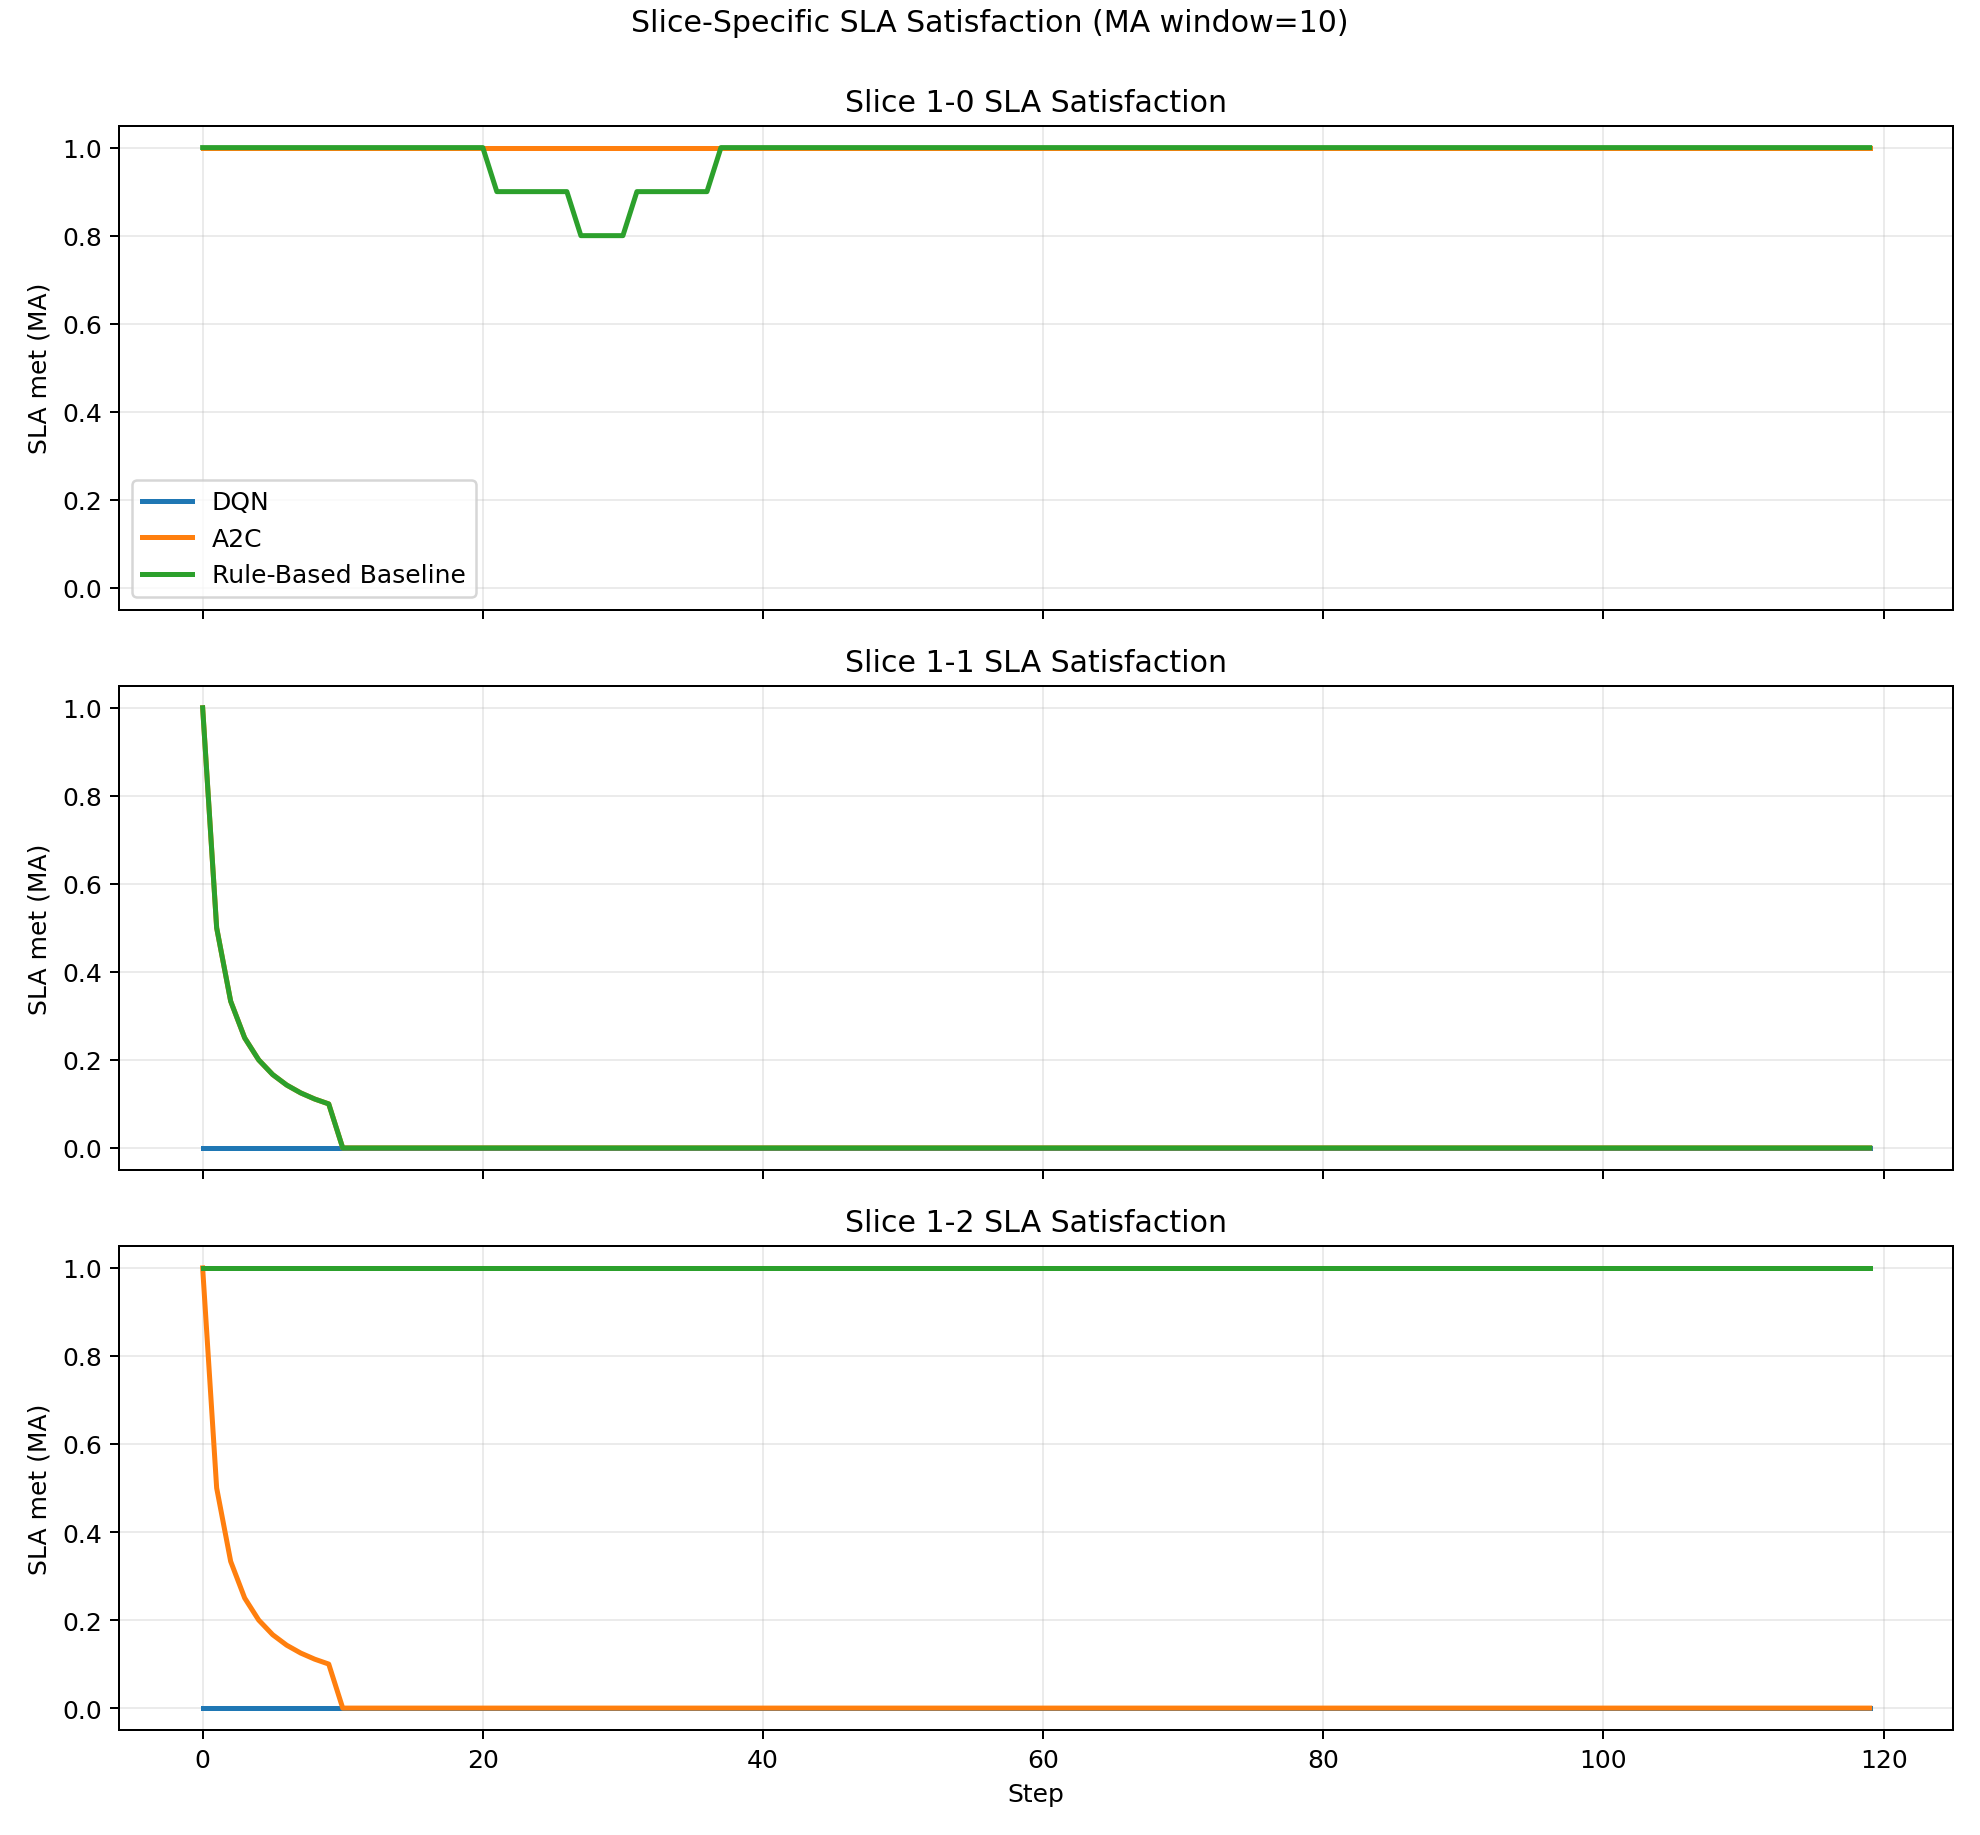 Slice-Specific SLA Satisfaction (MA window=10)
Slice 1-0 SLA Satisfaction
SLA met (MA)
1.0
0.8
0.6
0.4
0.2
0.0
DQN
A2C
Rule-Based Baseline
Slice 1-1 SLA Satisfaction
SLA met (MA)
1.0
0.8
0.6
0.4
0.2
0.0
Slice 1-2 SLA Satisfaction
SLA met (MA)
1.0
0.8
0.6
0.4
0.2
0.0
0 20 40 60 80 100 120
Step